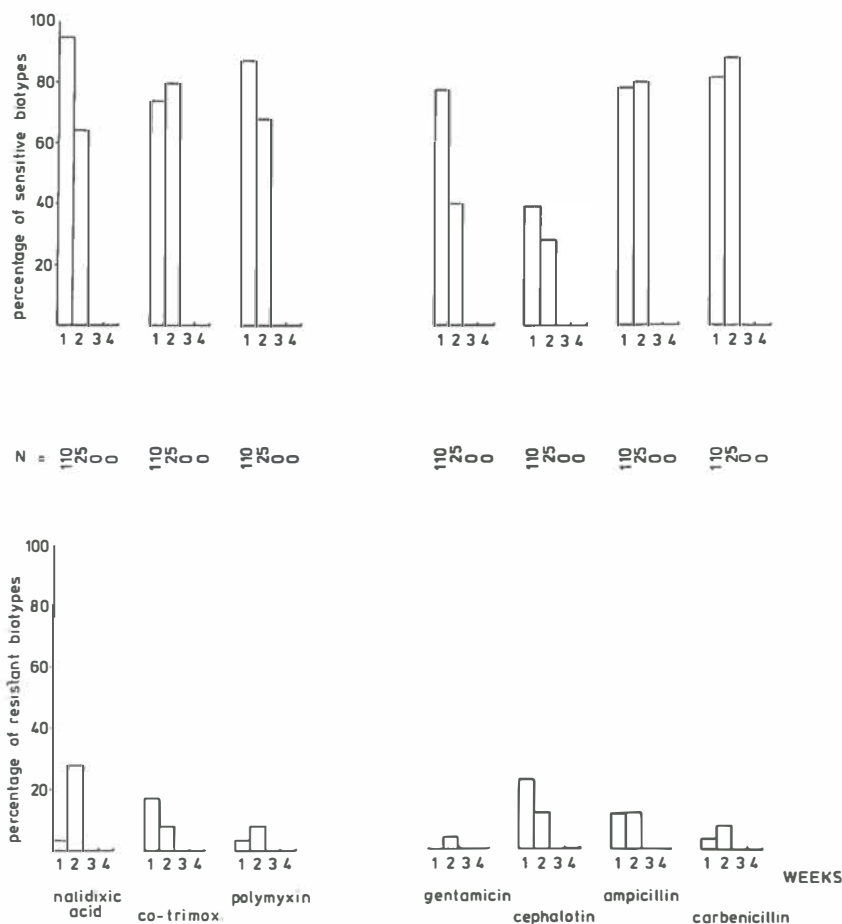 100
80
60
40
20
percentage of sensitive biotypes
1 2 3 4 1 2 3 4 1 2 3 4 1 2 3 4 1 2 3 4 1 2 3 4 1 2 3 4
N = 110 25 0 0 110 25 0 0 110 25 0 0 110 25 0 0 110 25 0 0 110 25 0 0 110 25 0 0
100
80
60
40
20
percentage of resistant biotypes
1 2 3 4 1 2 3 4 1 2 3 4 1 2 3 4 1 2 3 4 1 2 3 4 1 2 3 4
WEEKS
nalidixic
acid
co-trimox.
polymyxin
gentamicin
cephalotin
ampicillin
carbenicillin